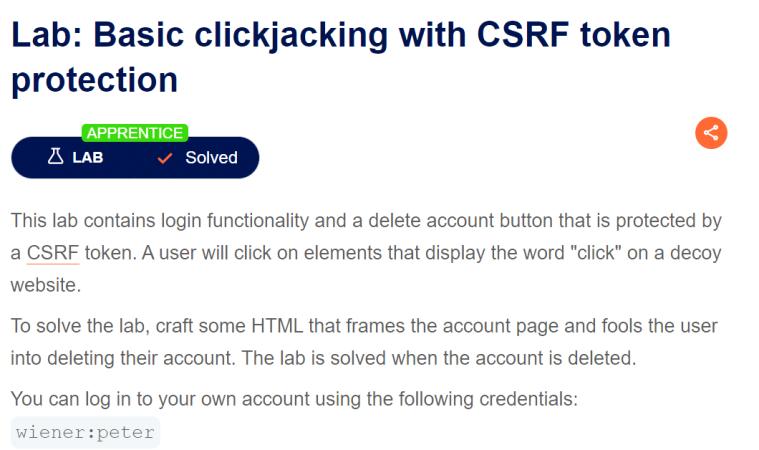 Lab: Basic clickjacking with CSRF token
protection
APPRENTICE
LAB Solved
This lab contains login functionality and a delete account button that is protected by
a CSRF token. A user will click on elements that display the word "click" on a decoy
website.
To solve the lab, craft some HTML that frames the account page and fools the user
into deleting their account. The lab is solved when the account is deleted.
You can log in to your own account using the following credentials:
wiener:peter